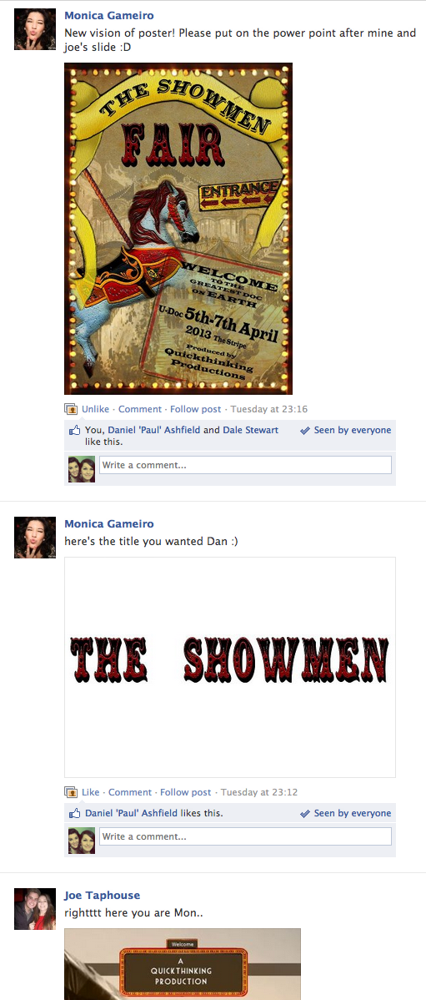 Monica Gameiro
New vision of poster! Please put on the power point after mine and
joe's slide :D
THE SHOWMEN
FAIR
ENTRANCE
WELCOME
TO THE
GREATEST DOC
ON EARTH
U-Doc 5th-7th April
2013 The Stripe
Produced by
Quickthinking
Productions
Unlike · Comment · Follow post · Tuesday at 23:16
You, Daniel 'Paul' Ashfield and Dale Stewart
like this.
Seen by everyone
Write a comment...
Monica Gameiro
here's the title you wanted Dan :)
THE SHOWMEN
Like · Comment · Follow post · Tuesday at 23:12
Daniel 'Paul' Ashfield likes this.
Seen by everyone
Write a comment...
Joe Taphouse
rightttt here you are Mon..
Welcome
A
QUICKTHINKING
PRODUCTION